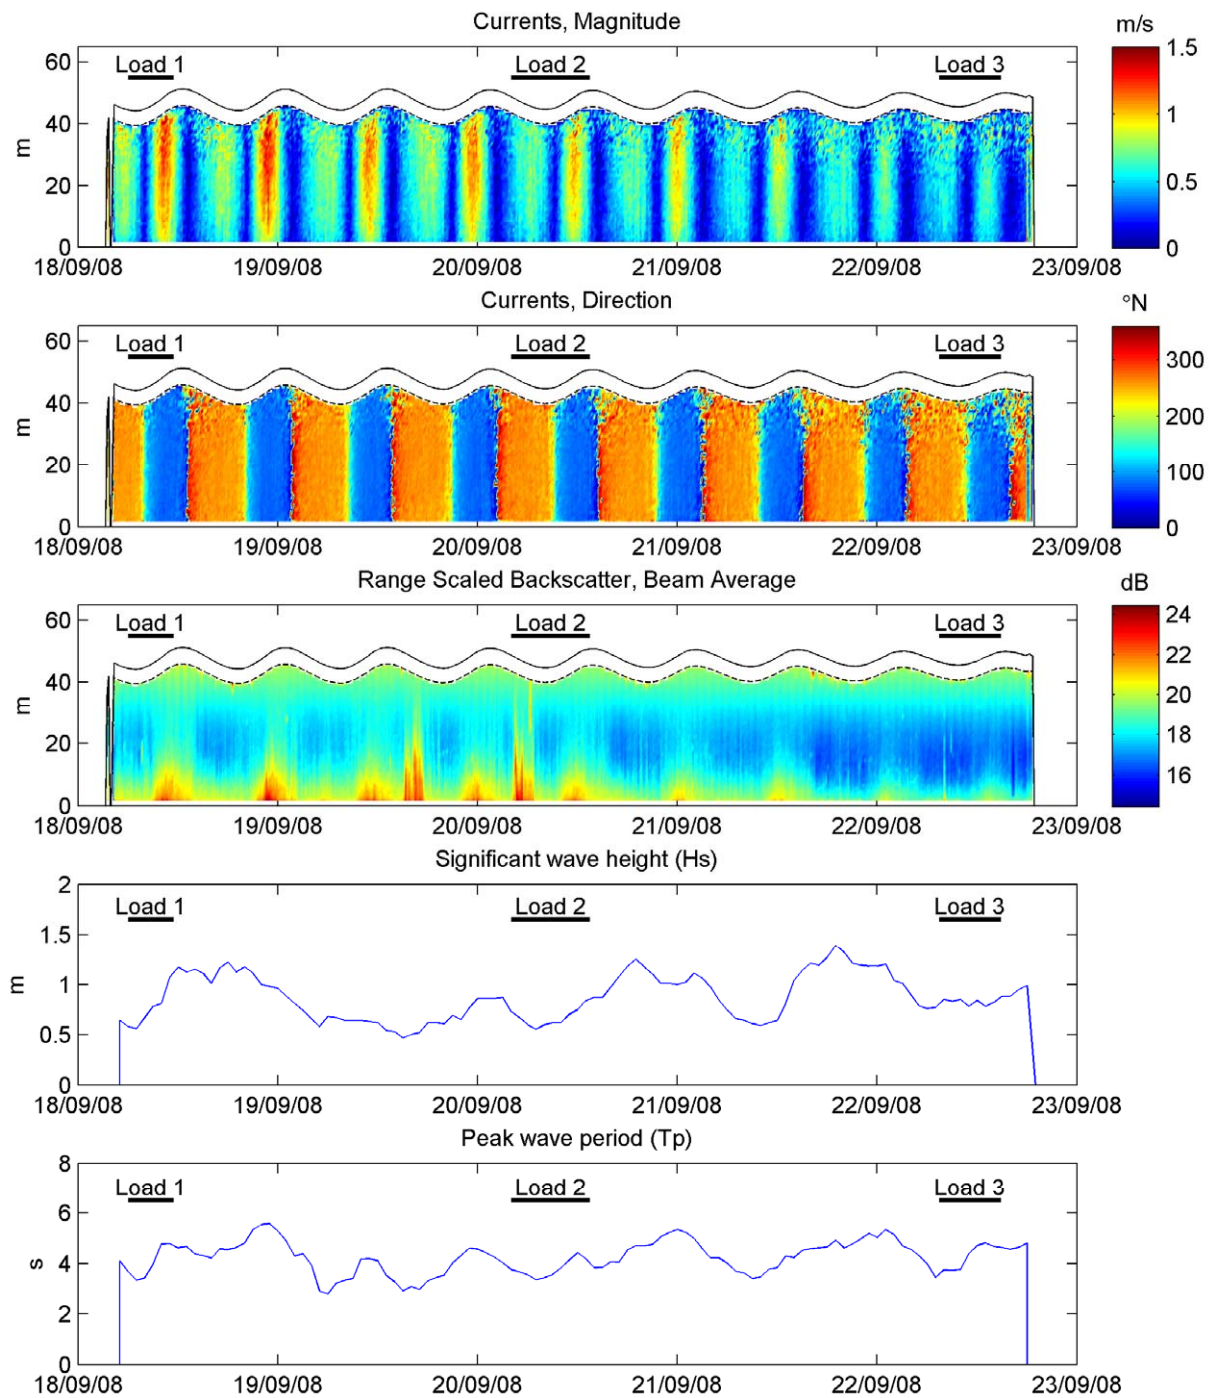 Currents, Magnitude
m/s
60
40
20
0
m
Load 1
Load 2
Load 3
1.5
1
0.5
0
18/09/08 19/09/08 20/09/08 21/09/08 22/09/08 23/09/08
Currents, Direction
°N
60
40
20
0
m
Load 1
Load 2
Load 3
300
200
100
0
18/09/08 19/09/08 20/09/08 21/09/08 22/09/08 23/09/08
Range Scaled Backscatter, Beam Average
dB
60
40
20
0
m
Load 1
Load 2
Load 3
24
22
20
18
16
18/09/08 19/09/08 20/09/08 21/09/08 22/09/08 23/09/08
Significant wave height (Hs)
2
1.5
1
0.5
0
m
Load 1
Load 2
Load 3
18/09/08 19/09/08 20/09/08 21/09/08 22/09/08 23/09/08
Peak wave period (Tp)
8
6
4
2
0
s
Load 1
Load 2
Load 3
18/09/08 19/09/08 20/09/08 21/09/08 22/09/08 23/09/08